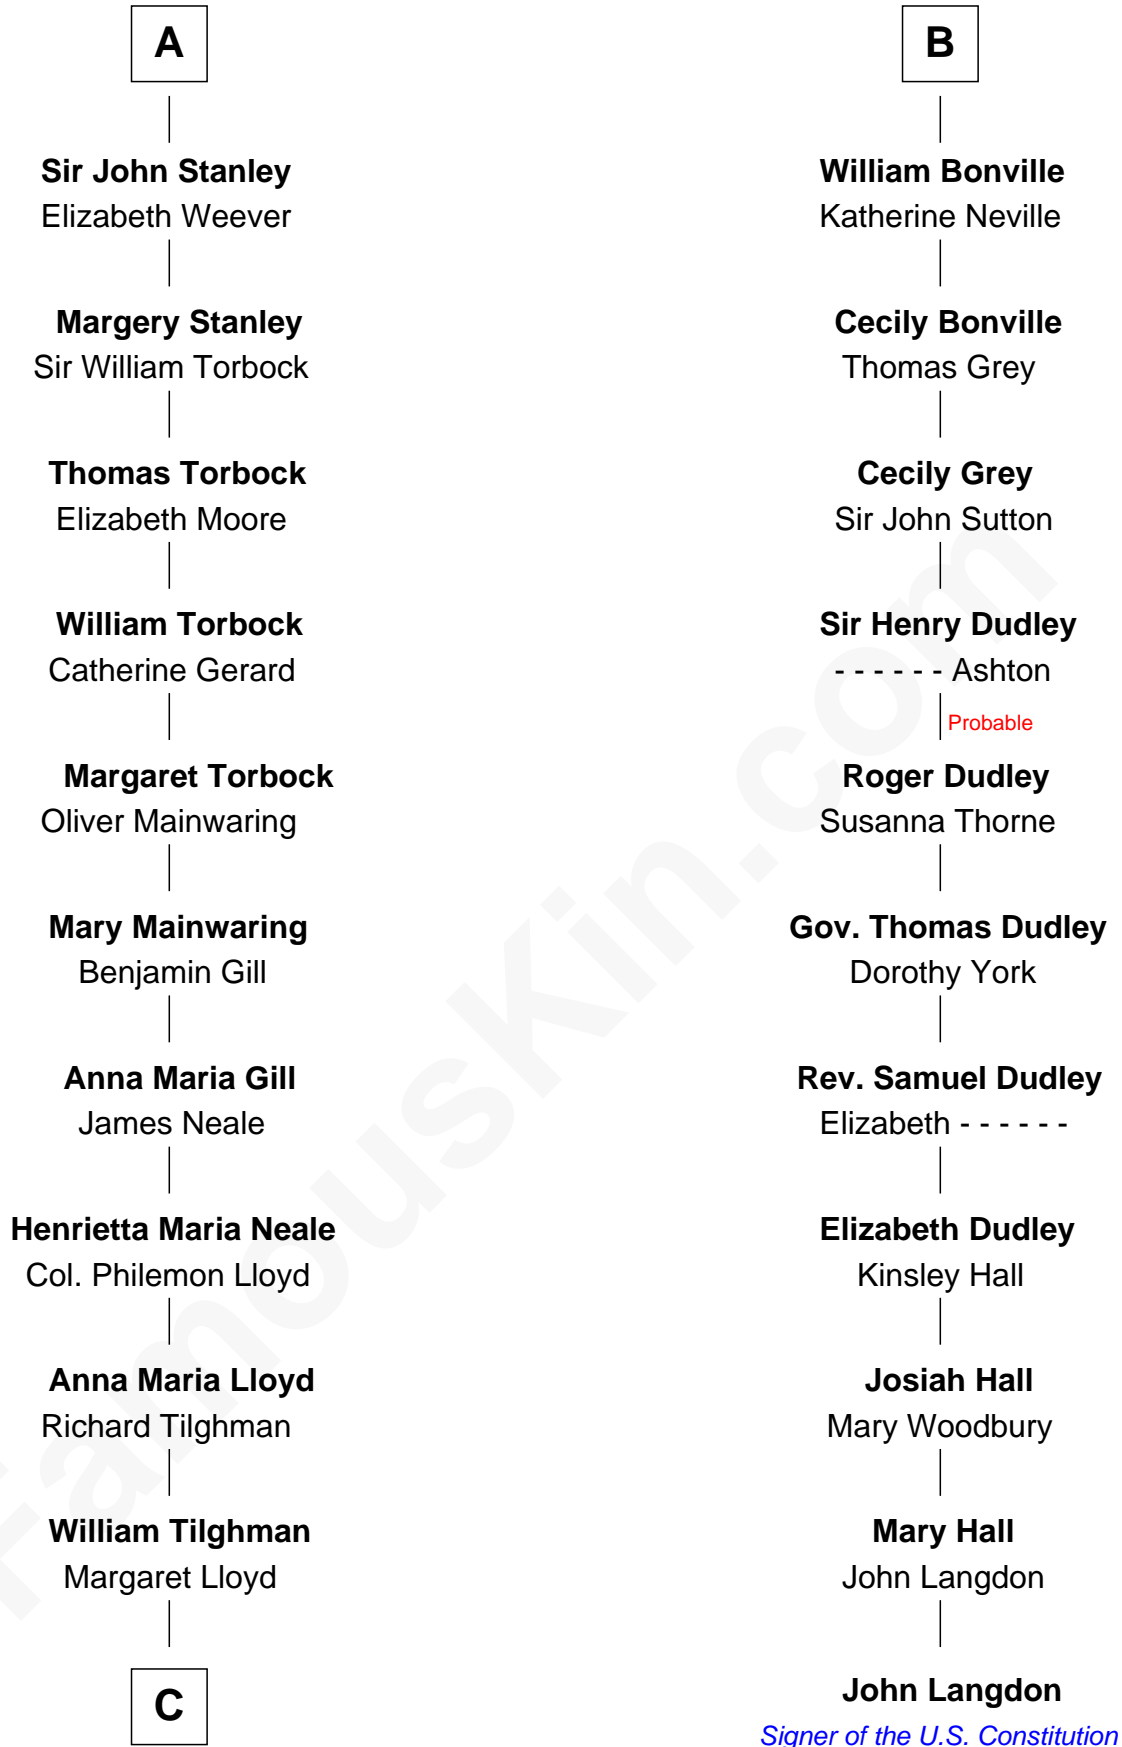 A
Sir John Stanley
Elizabeth Weever
Margery Stanley
Sir William Torbock
Thomas Torbock
Elizabeth Moore
William Torbock
Catherine Gerard
Margaret Torbock
Oliver Mainwaring
Mary Mainwaring
Benjamin Gill
Anna Maria Gill
James Neale
Henrietta Maria Neale
Col. Philemon Lloyd
Anna Maria Lloyd
Richard Tilghman
William Tilghman
Margaret Lloyd
C
B
William Bonville
Katherine Neville
Cecily Bonville
Thomas Grey
Cecily Grey
Sir John Sutton
Sir Henry Dudley
- - - - - - Ashton
Probable
Roger Dudley
Susanna Thorne
Gov. Thomas Dudley
Dorothy York
Rev. Samuel Dudley
Elizabeth - - - - - -
Elizabeth Dudley
Kinsley Hall
Josiah Hall
Mary Woodbury
Mary Hall
John Langdon
John Langdon
Signer of the U.S. Constitution
FamousKin.com